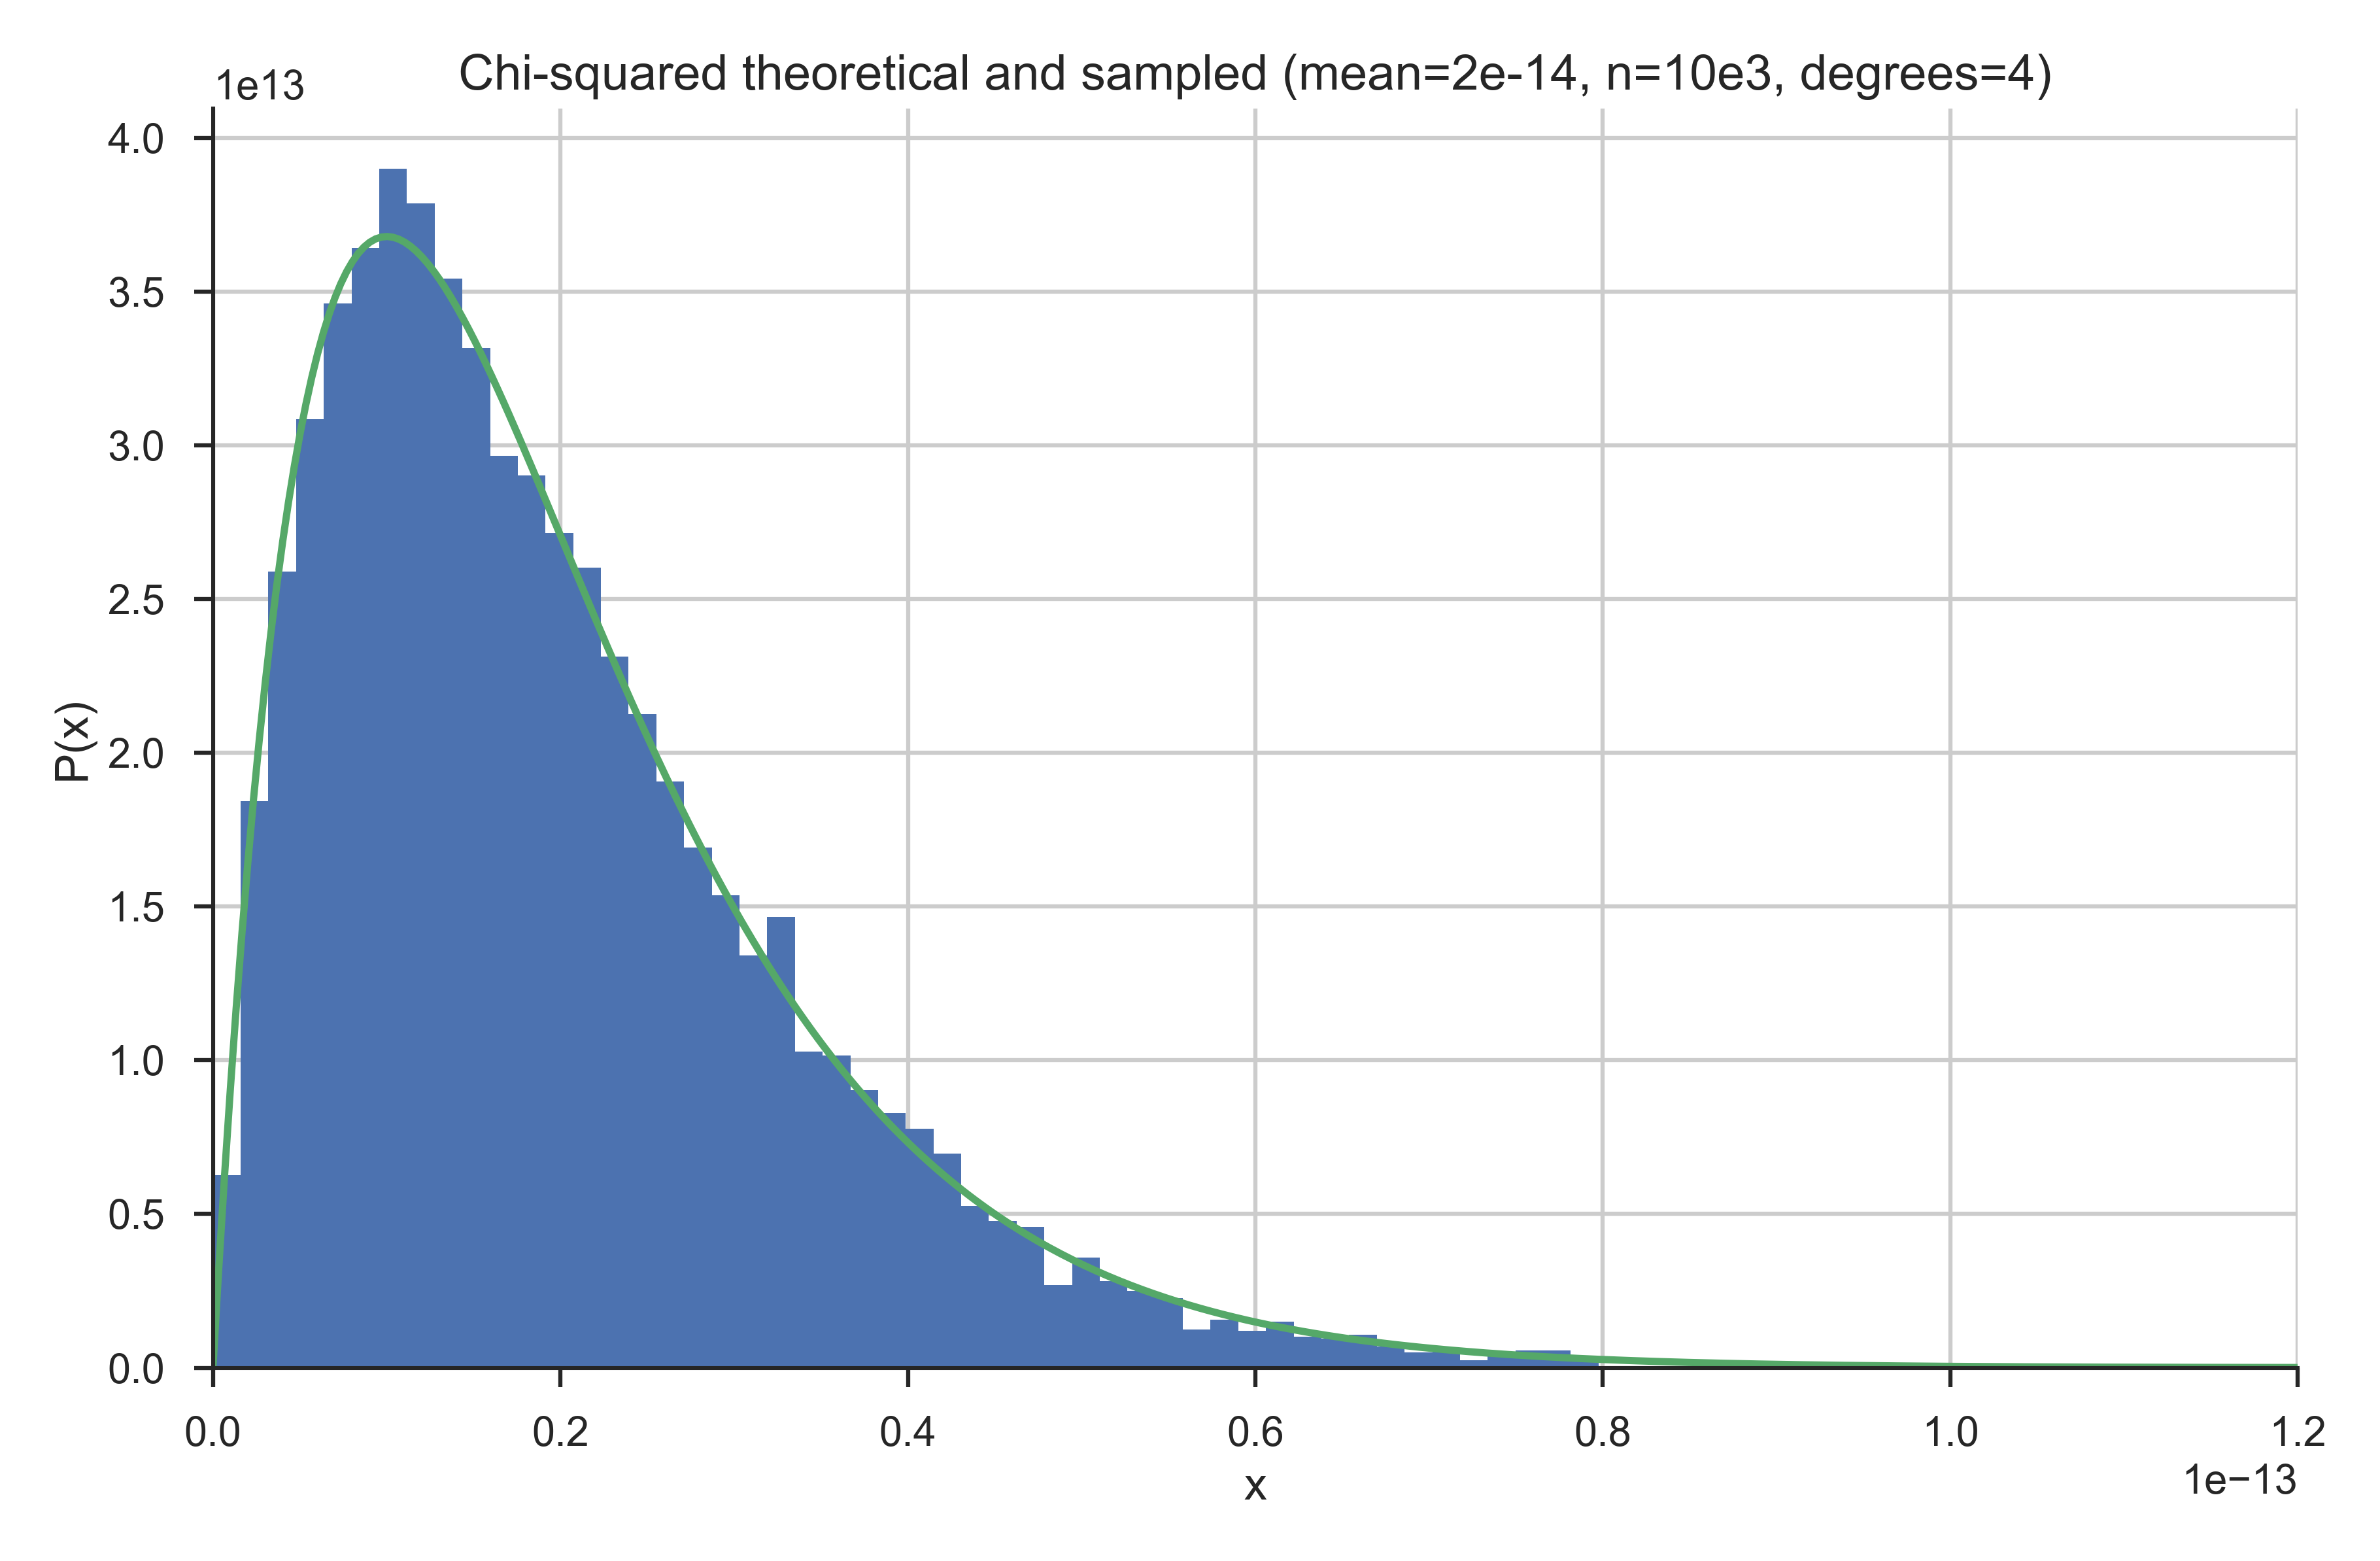 Chi-squared theoretical and sampled (mean=2e-14, n=10e3, degrees=4)
1e13
4.0
3.5
3.0
2.5
2.0
1.5
1.0
0.5
0.0
P(x)
0.0 0.2 0.4 0.6 0.8 1.0 1.2
x
1e−13